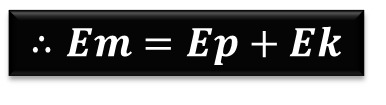 ∴ Em = Ep + Ek